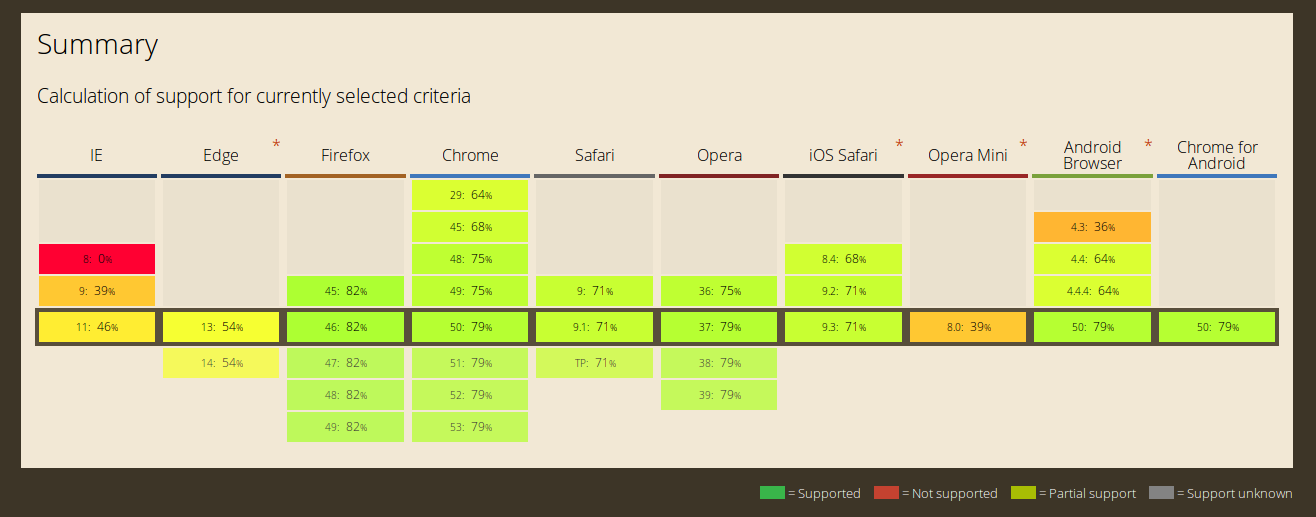 Summary
Calculation of support for currently selected criteria
IE Edge * Firefox Chrome Safari Opera iOS Safari * Opera Mini * Android Browser * Chrome for Android
29: 64%
45: 68% 4.3: 36%
8: 0% 48: 75% 8.4: 68% 4.4: 64%
9: 39% 45: 82% 49: 75% 9: 71% 36: 75% 9.2: 71% 4.4.4: 64%
11: 46% 13: 54% 46: 82% 50: 79% 9.1: 71% 37: 79% 9.3: 71% 8.0: 39% 50: 79% 50: 79%
14: 54% 47: 82% 51: 79% TP: 71% 38: 79%
48: 82% 52: 79% 39: 79%
49: 82% 53: 79%
= Supported = Not supported = Partial support = Support unknown